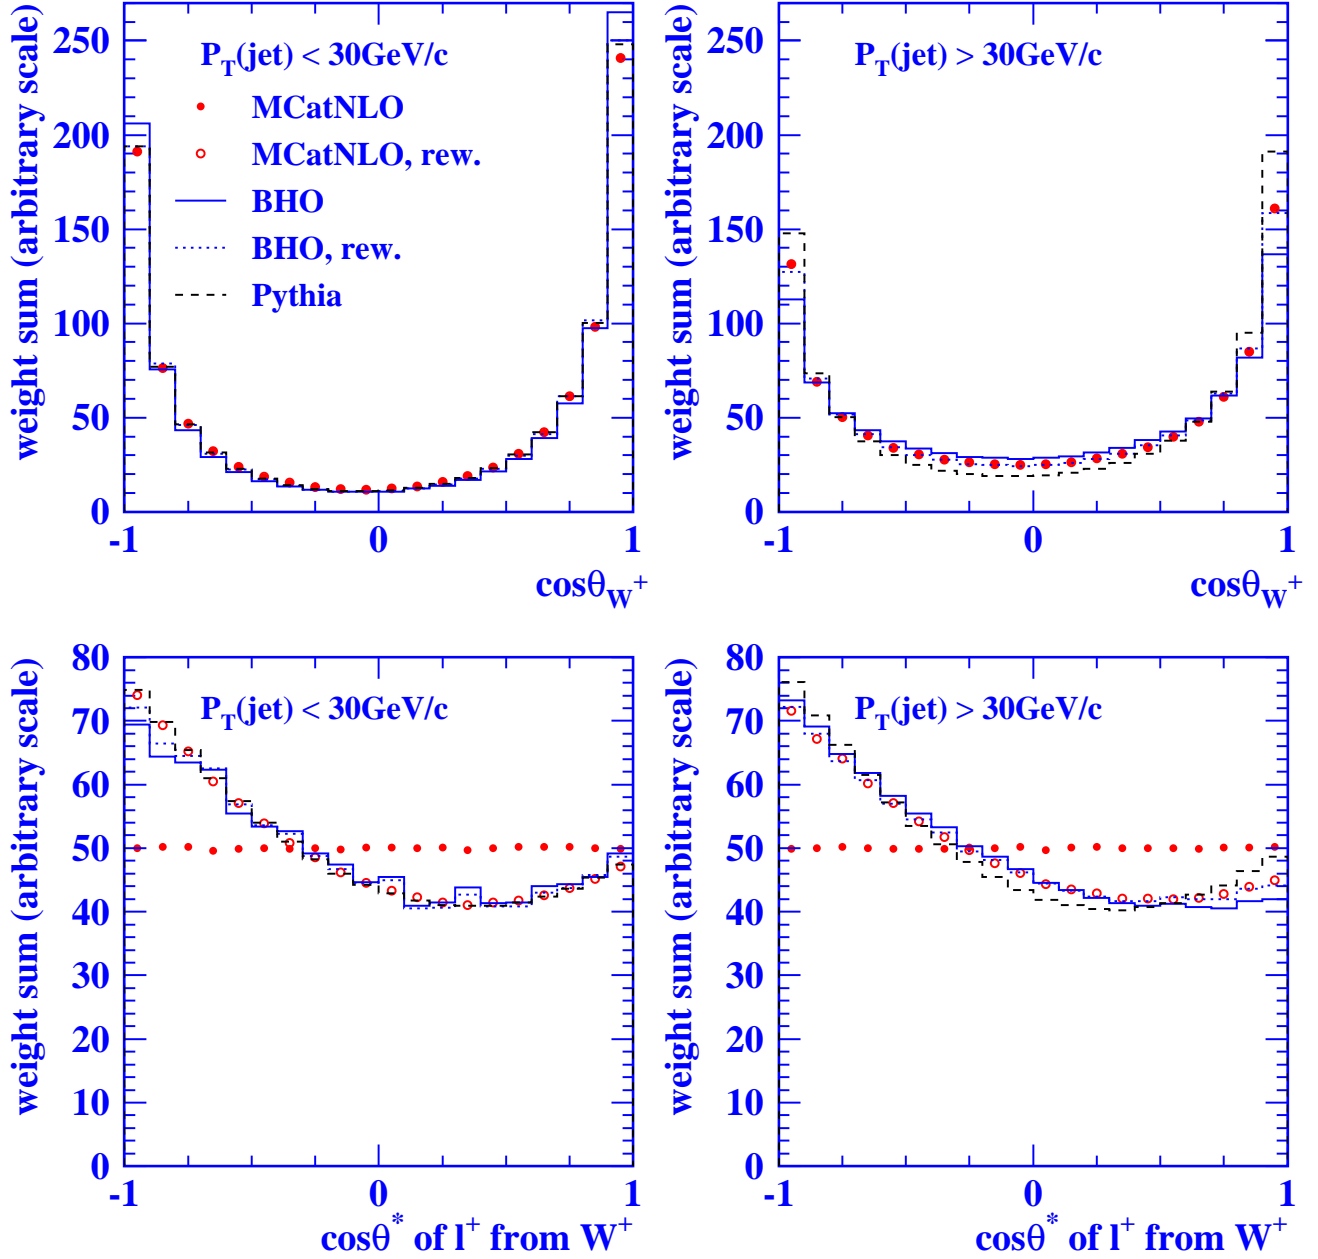 weight sum (arbitrary scale)
250
200
150
100
50
0
P_T(jet) < 30GeV/c
MCatNLO
MCatNLO, rew.
BHO
BHO, rew.
Pythia
-1 0 1
cosθ_W^+
weight sum (arbitrary scale)
250
200
150
100
50
0
P_T(jet) > 30GeV/c
-1 0 1
cosθ_W^+
weight sum (arbitrary scale)
80
70
60
50
40
30
20
10
0
P_T(jet) < 30GeV/c
-1 0 1
cosθ^* of l^+ from W^+
weight sum (arbitrary scale)
80
70
60
50
40
30
20
10
0
P_T(jet) > 30GeV/c
-1 0 1
cosθ^* of l^+ from W^+